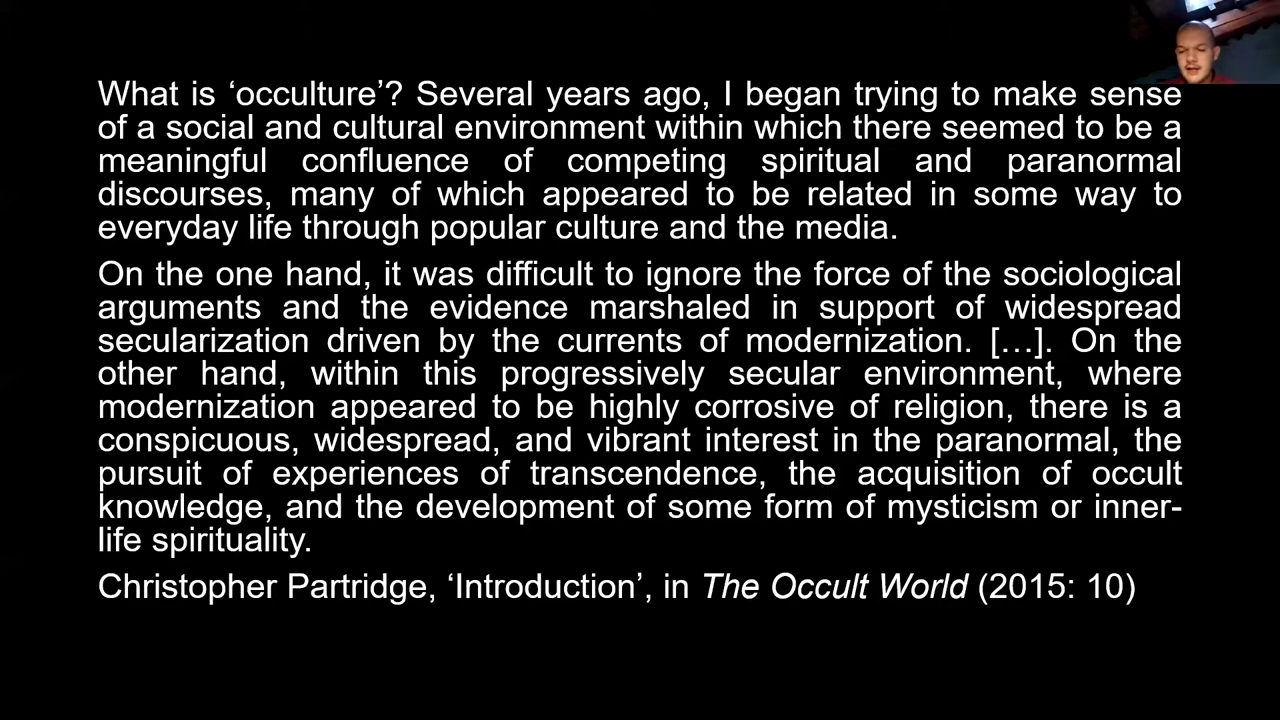 What is ‘occulture’? Several years ago, I began trying to make sense
of a social and cultural environment within which there seemed to be a
meaningful confluence of competing spiritual and paranormal
discourses, many of which appeared to be related in some way to
everyday life through popular culture and the media.
On the one hand, it was difficult to ignore the force of the sociological
arguments and the evidence marshaled in support of widespread
secularization driven by the currents of modernization. […]. On the
other hand, within this progressively secular environment, where
modernization appeared to be highly corrosive of religion, there is a
conspicuous, widespread, and vibrant interest in the paranormal, the
pursuit of experiences of transcendence, the acquisition of occult
knowledge, and the development of some form of mysticism or inner-
life spirituality.
Christopher Partridge, ‘Introduction’, in The Occult World (2015: 10)